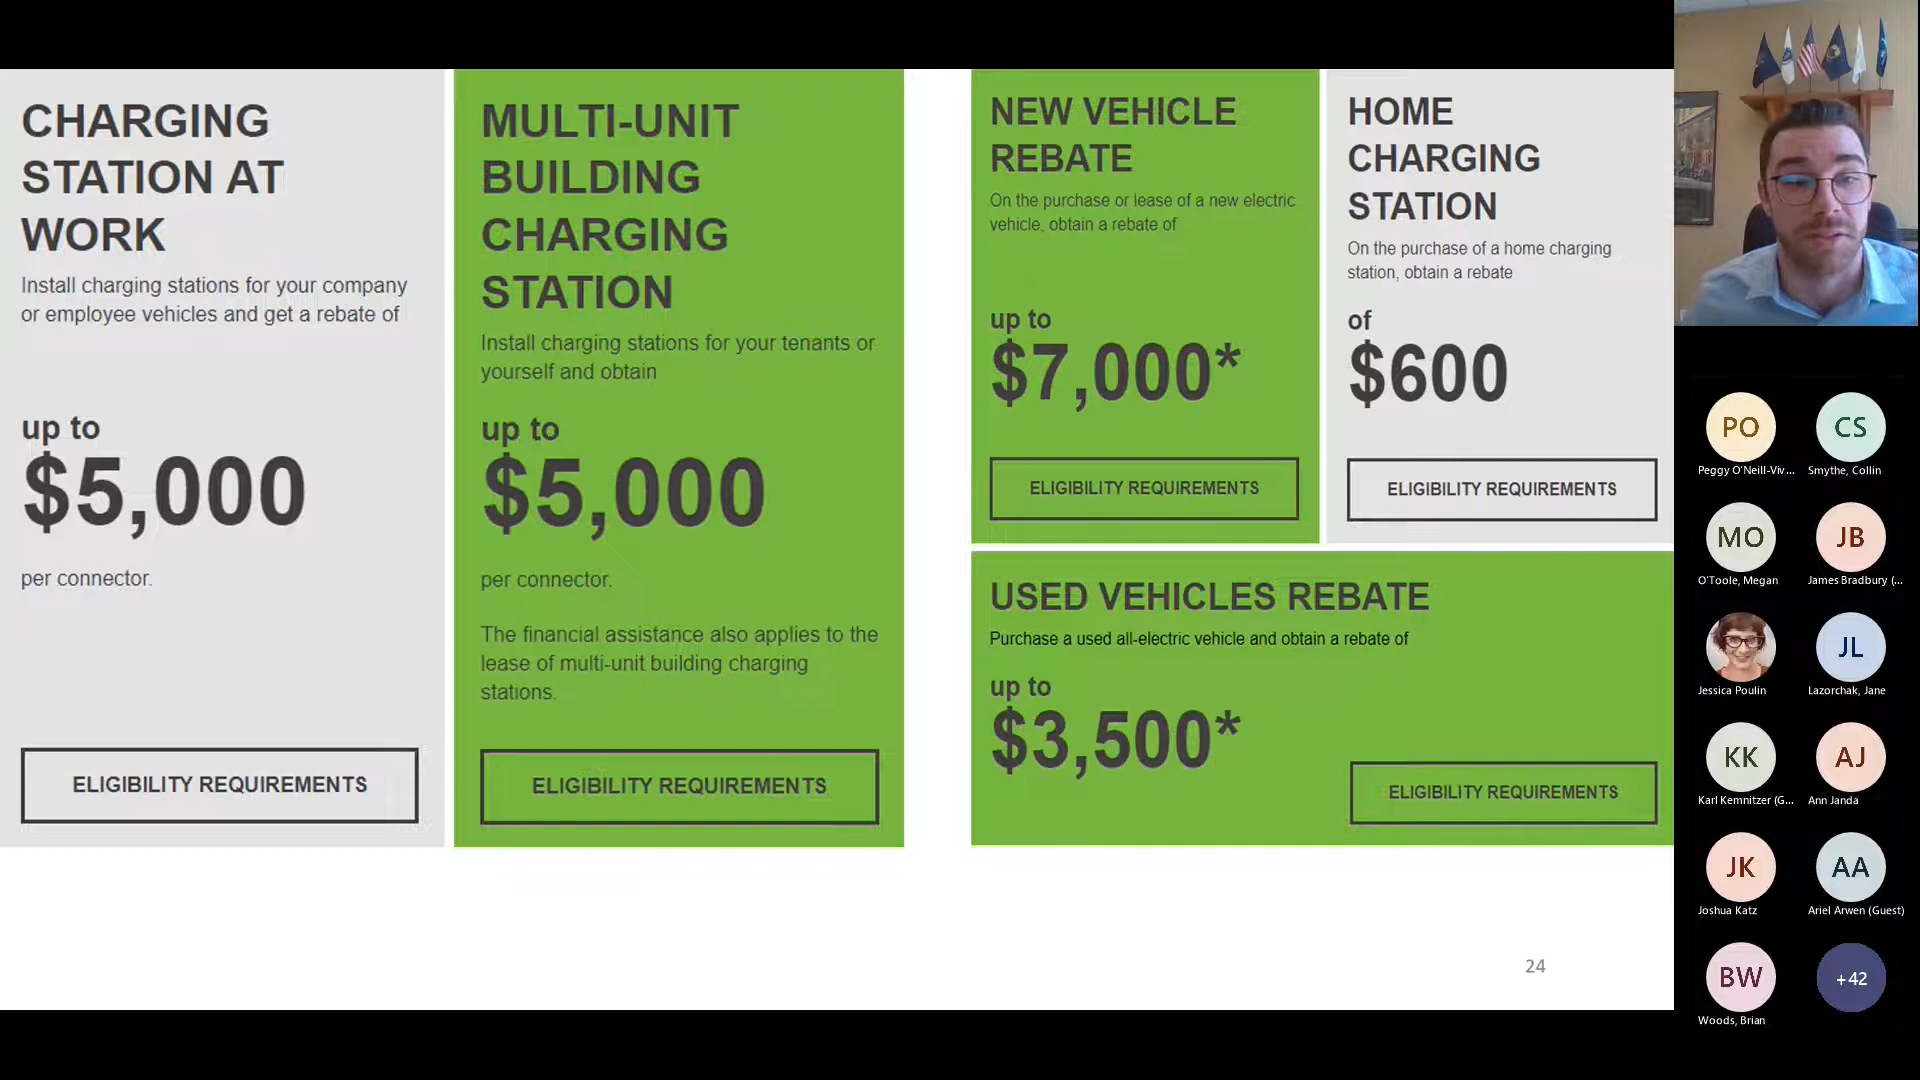 CHARGING
STATION AT
WORK
Install charging stations for your company
or employee vehicles and get a rebate of
up to
$5,000
per connector.
ELIGIBILITY REQUIREMENTS
MULTI-UNIT
BUILDING
CHARGING
STATION
Install charging stations for your tenants or
yourself and obtain
up to
$5,000
per connector.
The financial assistance also applies to the
lease of multi-unit building charging
stations.
ELIGIBILITY REQUIREMENTS
NEW VEHICLE
REBATE
On the purchase or lease of a new electric
vehicle, obtain a rebate of
up to
$7,000*
ELIGIBILITY REQUIREMENTS
HOME
CHARGING
STATION
On the purchase of a home charging
station, obtain a rebate
of
$600
ELIGIBILITY REQUIREMENTS
USED VEHICLES REBATE
Purchase a used all-electric vehicle and obtain a rebate of
up to
$3,500*
ELIGIBILITY REQUIREMENTS
24
PO
Peggy O'Neill-Viv...
CS
Smythe, Collin
MO
O'Toole, Megan
JB
James Bradbury (...
Jessica Poulin
JL
Lazorchak, Jane
KK
Karl Kemnitzer (G...
AJ
Ann Janda
JK
Joshua Katz
AA
Ariel Arwen (Guest)
BW
Woods, Brian
+42